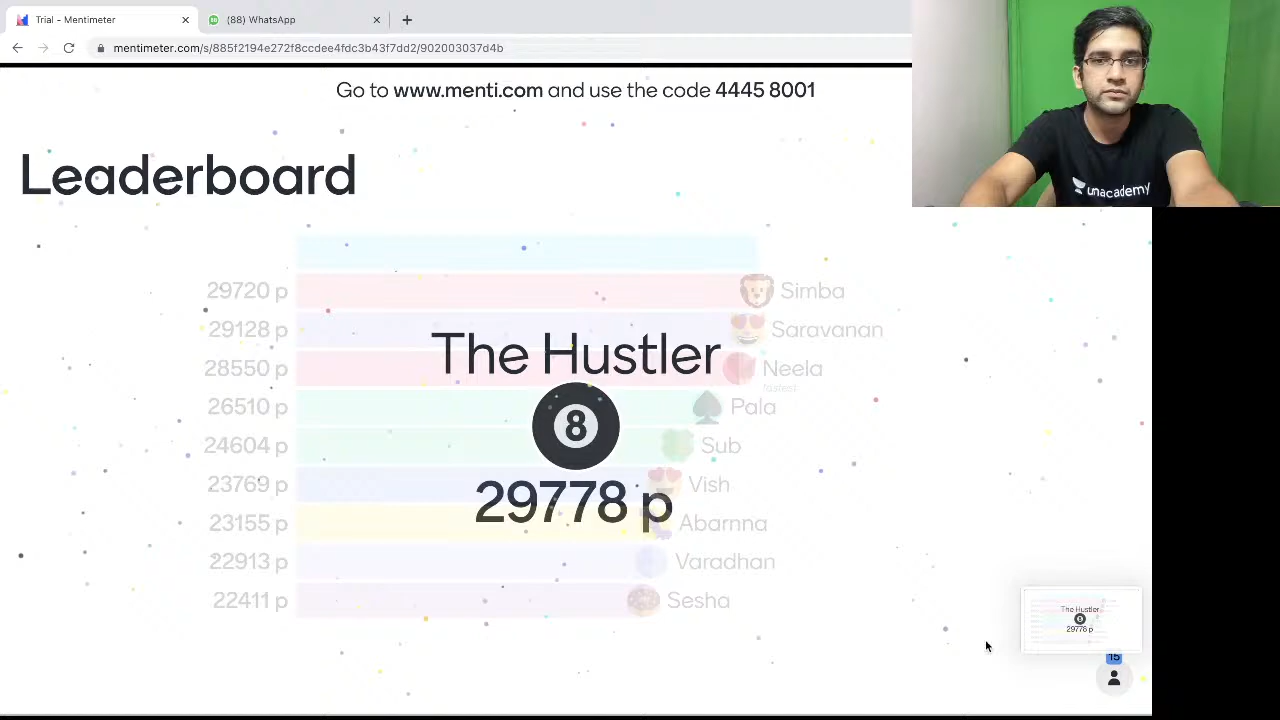 Trial - Mentimeter
(88) WhatsApp
mentimeter.com/s/885f2194e272f8ccdee4fdc3b43f7dd2/902003037d4b
Go to www.menti.com and use the code 4445 8001
unacademy
Leaderboard
29720 p Simba
29128 p Saravanan
The Hustler
28550 p Neela
fastest
26510 p Pala
8
24604 p Sub
23769 p Vish
29778 p
23155 p Abarnna
22913 p Varadhan
22411 p Sesha
The Hustler
8
29778 p
15